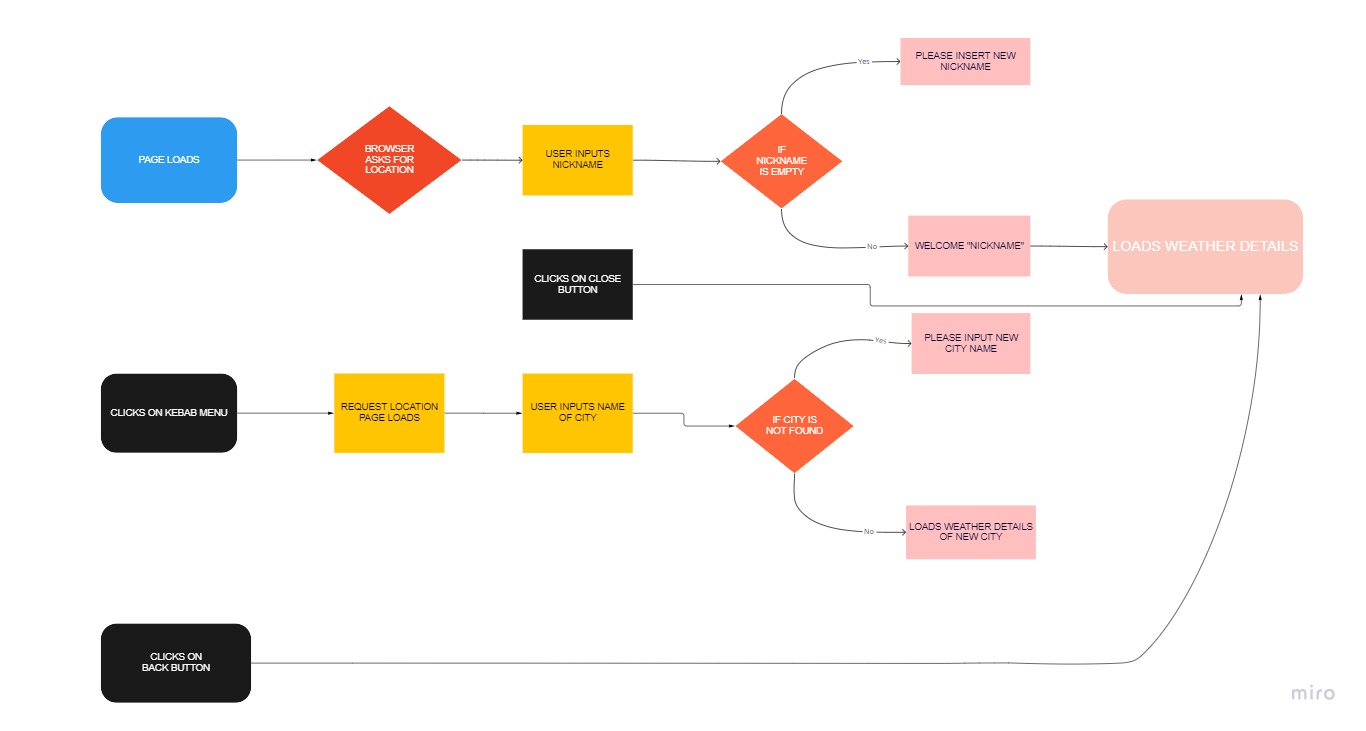 PLEASE INSERT NEW
NICKNAME
Yes
PAGE LOADS
BROWSER
ASKS FOR
LOCATION
USER INPUTS
NICKNAME
IF
NICKNAME
IS EMPTY
No
WELCOME "NICKNAME"
LOADS WEATHER DETAILS
CLICKS ON CLOSE
BUTTON
Yes
PLEASE INPUT NEW
CITY NAME
CLICKS ON KEBAB MENU
REQUEST LOCATION
PAGE LOADS
USER INPUTS NAME
OF CITY
IF CITY IS
NOT FOUND
No
LOADS WEATHER DETAILS
OF NEW CITY
CLICKS ON
BACK BUTTON
miro